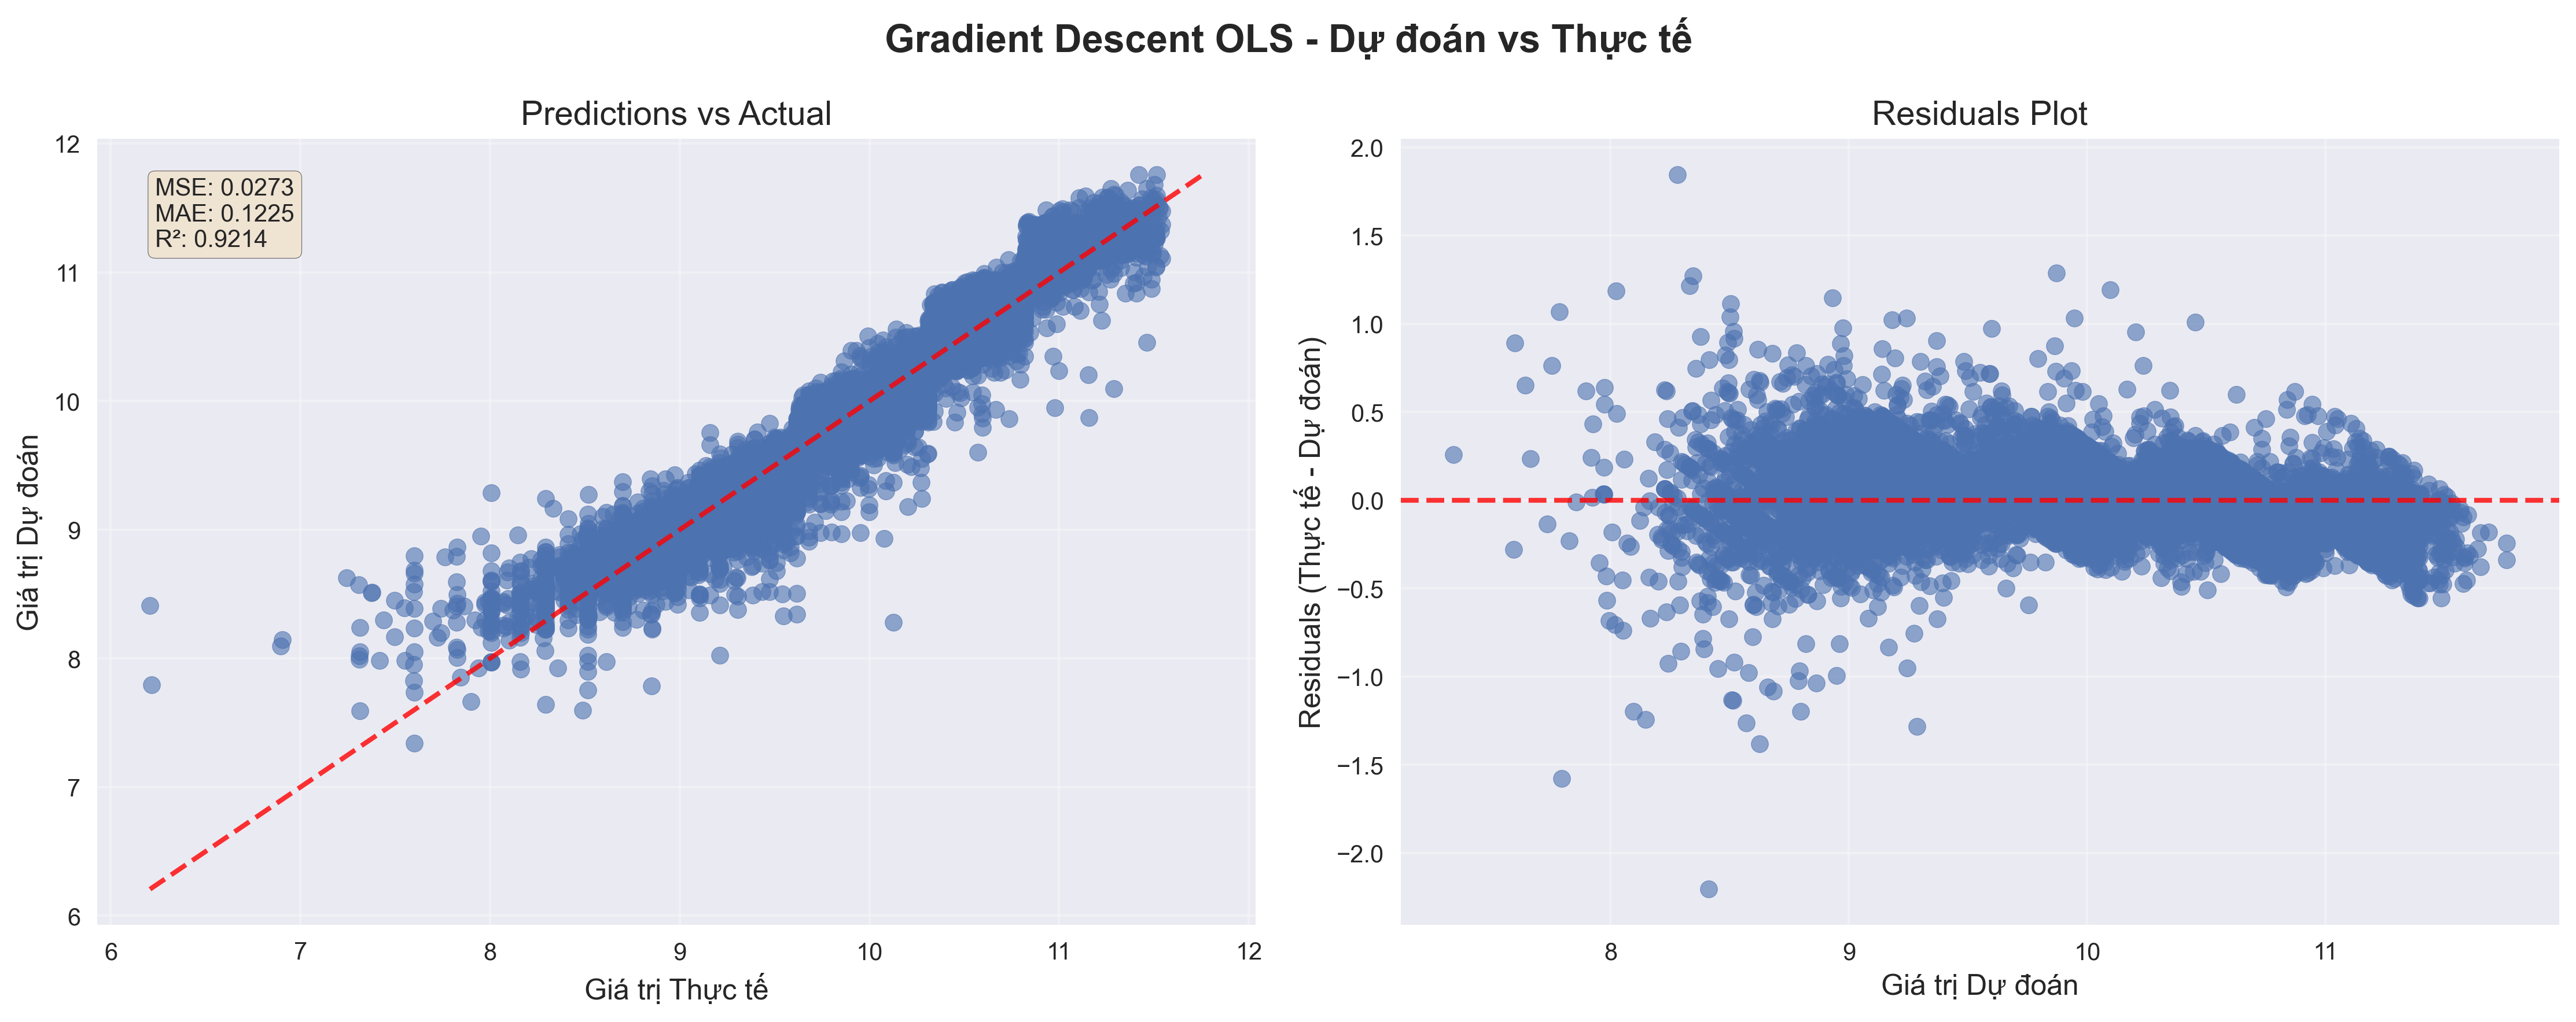 Gradient Descent OLS - Dự đoán vs Thực tế
Predictions vs Actual
12
11
10
9
8
7
6
MSE: 0.0273
MAE: 0.1225
R²: 0.9214
Giá trị Dự đoán
6
7
8
9
10
11
12
Giá trị Thực tế
Residuals Plot
2.0
1.5
1.0
0.5
0.0
−0.5
−1.0
−1.5
−2.0
Residuals (Thực tế - Dự đoán)
8
9
10
11
Giá trị Dự đoán